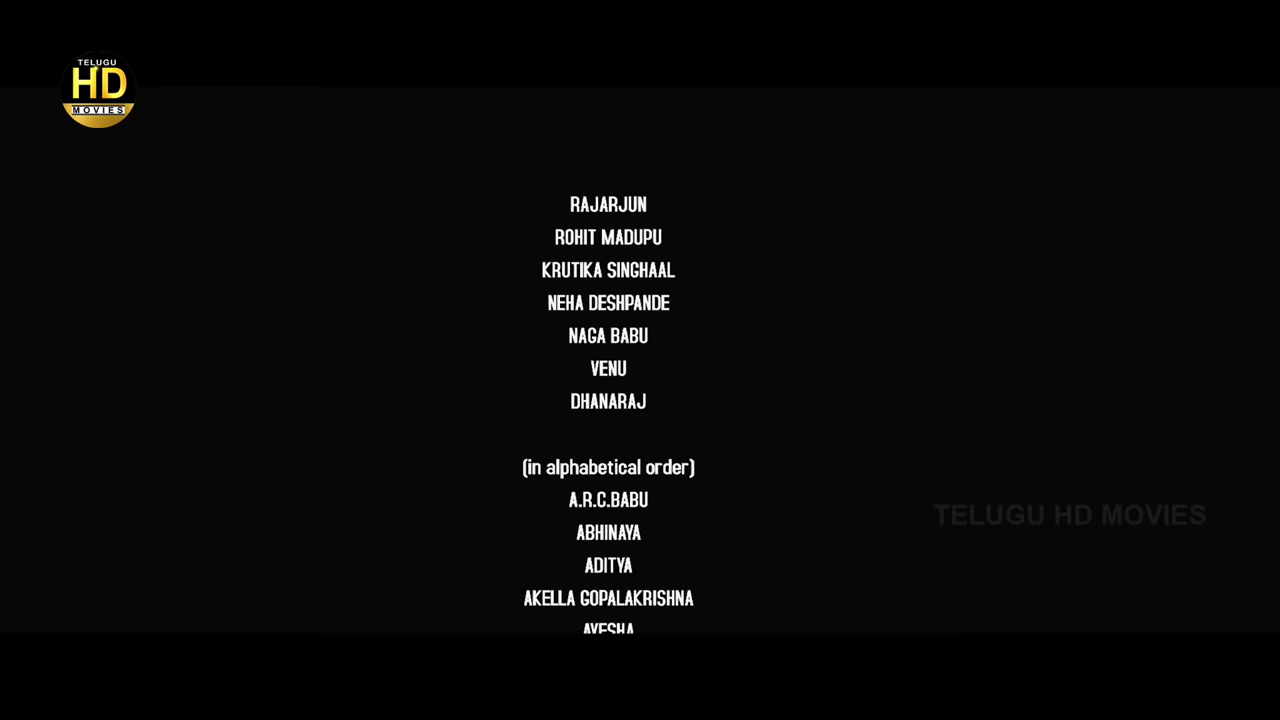 TELUGU
HD
MOVIES
RAJARJUN
ROHIT MADUPU
KRUTIKA SINGHAAL
NEHA DESHPANDE
NAGA BABU
VENU
DHANARAJ
(in alphabetical order)
A.R.C.BABU
ABHINAYA
ADITYA
AKELLA GOPALAKRISHNA
AYESHA
TELUGU HD MOVIES